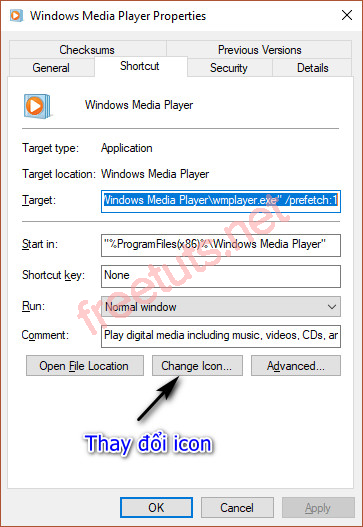 Windows Media Player Properties
Checksums Previous Versions
General Shortcut Security Details
Windows Media Player
Target type: Application
Target location: Windows Media Player
Target: Windows Media Player\wmplayer.exe" /prefetch:1
Start in: "%ProgramFiles(x86)%\Windows Media Player"
Shortcut key: None
Run: Normal window
Comment: Play digital media including music, videos, CDs, ar
Open File Location Change Icon... Advanced...
Thay đổi icon
OK Cancel Apply
freetuts.net